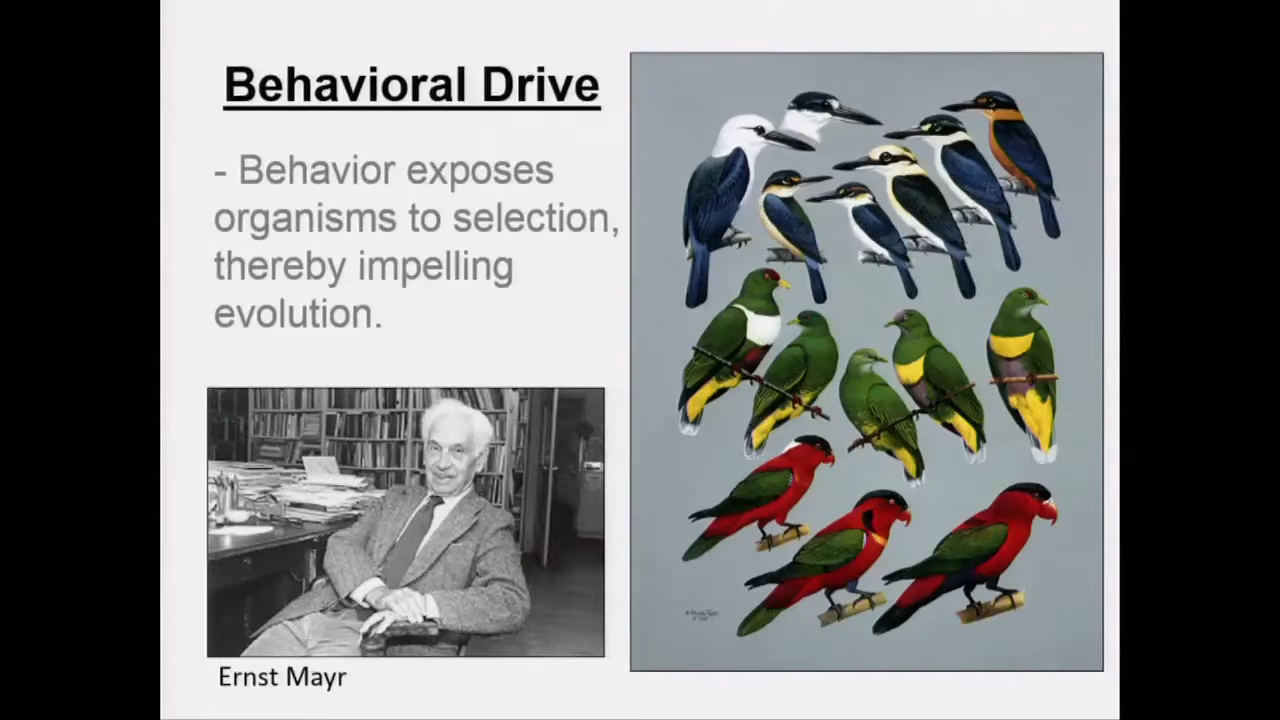 Behavioral Drive
- Behavior exposes
organisms to selection,
thereby impelling
evolution.
Ernst Mayr